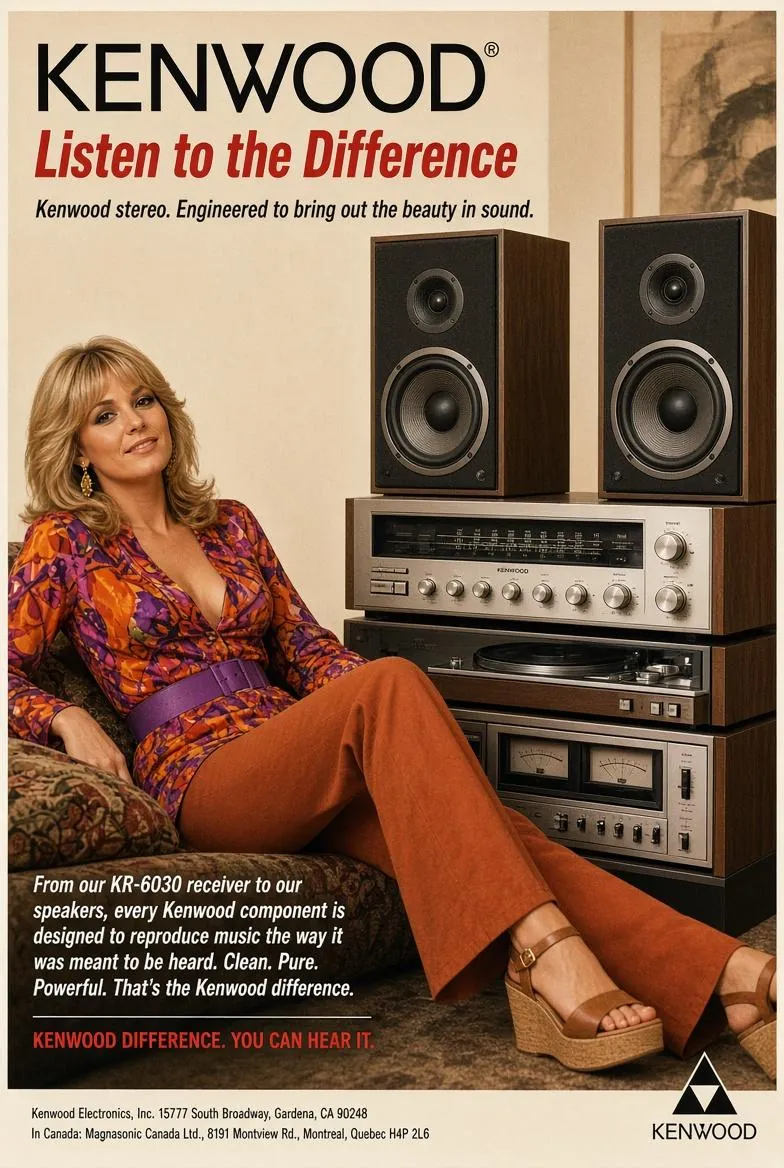 KENWOOD®
Listen to the Difference
Kenwood stereo. Engineered to bring out the beauty in sound.
KENWOOD
From our KR-6030 receiver to our
speakers, every Kenwood component is
designed to reproduce music the way it
was meant to be heard. Clean. Pure.
Powerful. That's the Kenwood difference.
KENWOOD DIFFERENCE. YOU CAN HEAR IT.
Kenwood Electronics, Inc. 15777 South Broadway, Gardena, CA 90248
In Canada: Magnasonic Canada Ltd., 8191 Montview Rd., Montreal, Quebec H4P 2L6
KENWOOD